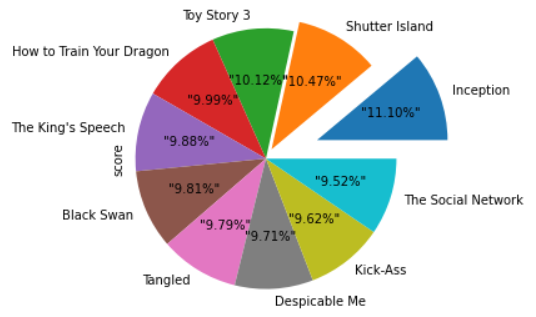 Toy Story 3
Shutter Island
How to Train Your Dragon
"10.12%"
"10.47%"
Inception
"9.99%"
"11.10%"
The King's Speech
"9.88%"
score
"9.81%"
"9.52%"
The Social Network
Black Swan
"9.79%"
"9.62%"
"9.71%"
Kick-Ass
Tangled
Despicable Me